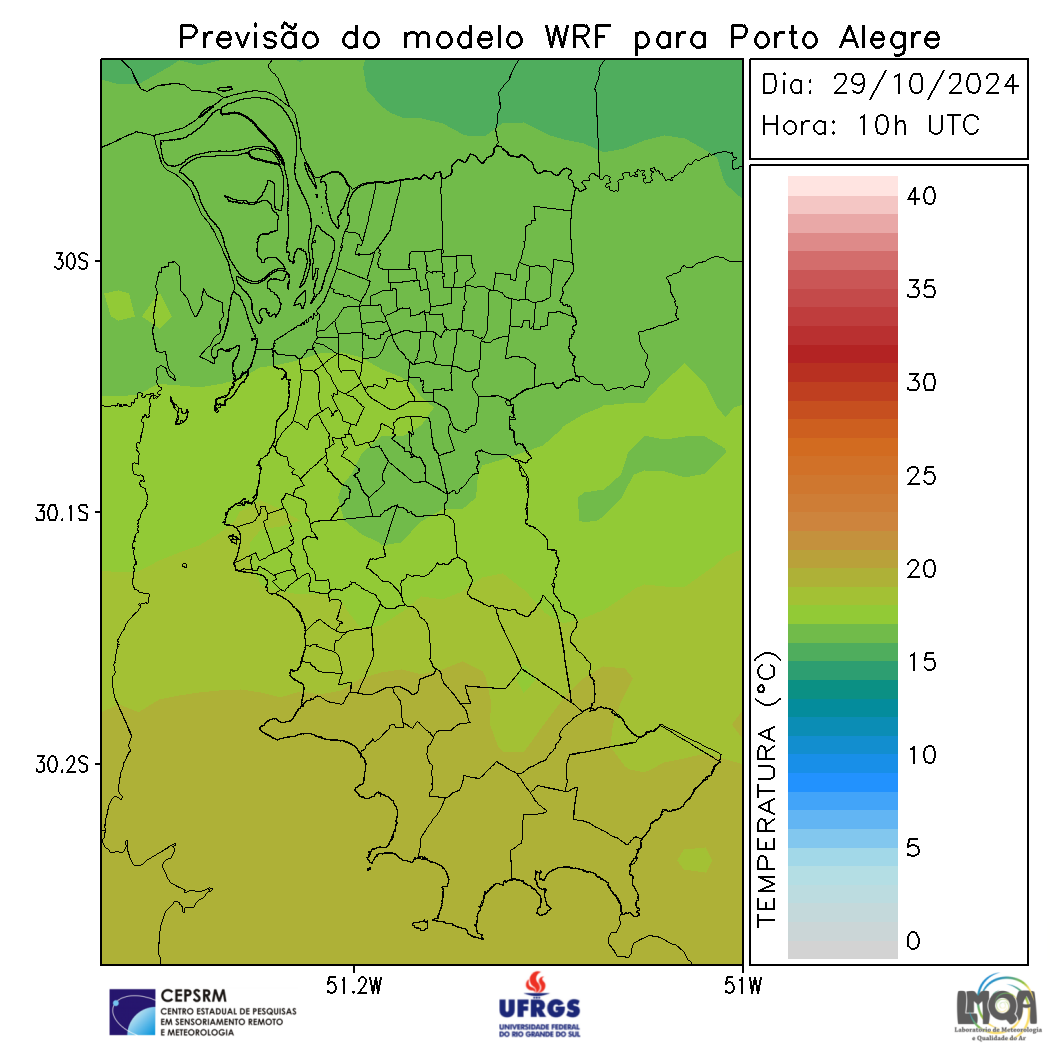 Previsão do modelo WRF para Porto Alegre
Dia: 29/10/2024
Hora: 10h UTC
40
35
30
25
20
15
10
5
0
TEMPERATURA (°C)
30S
30.1S
30.2S
51.2W
51W
CEPSRM
CENTRO ESTADUAL DE PESQUISAS
EM SENSORIAMENTO REMOTO
E METEOROLOGIA
UFRGS
UNIVERSIDADE FEDERAL
DO RIO GRANDE DO SUL
LMQA
Laboratório de Meteorologia
e Qualidade do Ar